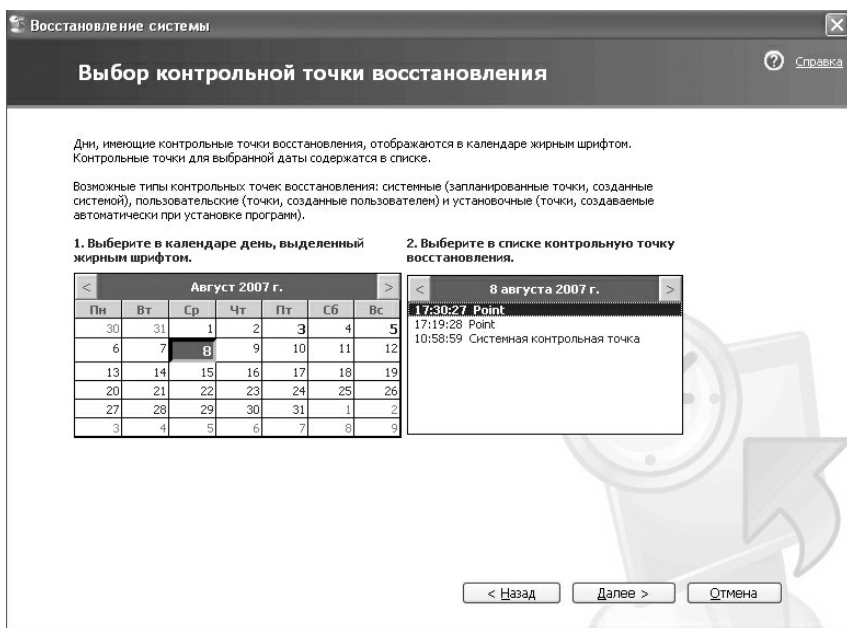 Восстановление системы
Выбор контрольной точки восстановления
Справка
Дни, имеющие контрольные точки восстановления, отображаются в календаре жирным шрифтом.
Контрольные точки для выбранной даты содержатся в списке.
Возможные типы контрольных точек восстановления: системные (запланированные точки, созданные
системой), пользовательские (точки, созданные пользователем) и установочные (точки, создаваемые
автоматически при установке программ).
1. Выберите в календаре день, выделенный
жирным шрифтом.
< Август 2007 г. >
Пн Вт Ср Чт Пт Сб Вс
30 31 1 2 3 4 5
6 7 8 9 10 11 12
13 14 15 16 17 18 19
20 21 22 23 24 25 26
27 28 29 30 31 1 2
3 4 5 6 7 8 9
2. Выберите в списке контрольную точку
восстановления.
< 8 августа 2007 г. >
17:30:27 Point
17:19:28 Point
10:58:59 Системная контрольная точка
< Назад
Далее >
Отмена